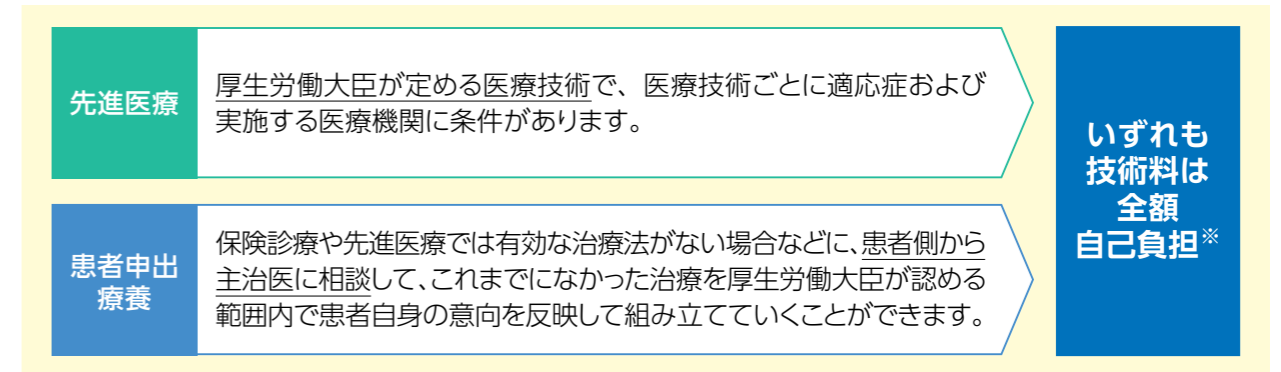 先進医療
厚生労働大臣が定める医療技術で、医療技術ごとに適応症および
実施する医療機関に条件があります。
患者申出
療養
保険診療や先進医療では有効な治療法がない場合などに、患者側から
主治医に相談して、これまでになかった治療を厚生労働大臣が認める
範囲内で患者自身の意向を反映して組み立てていくことができます。
いずれも
技術料は
全額
自己負担※